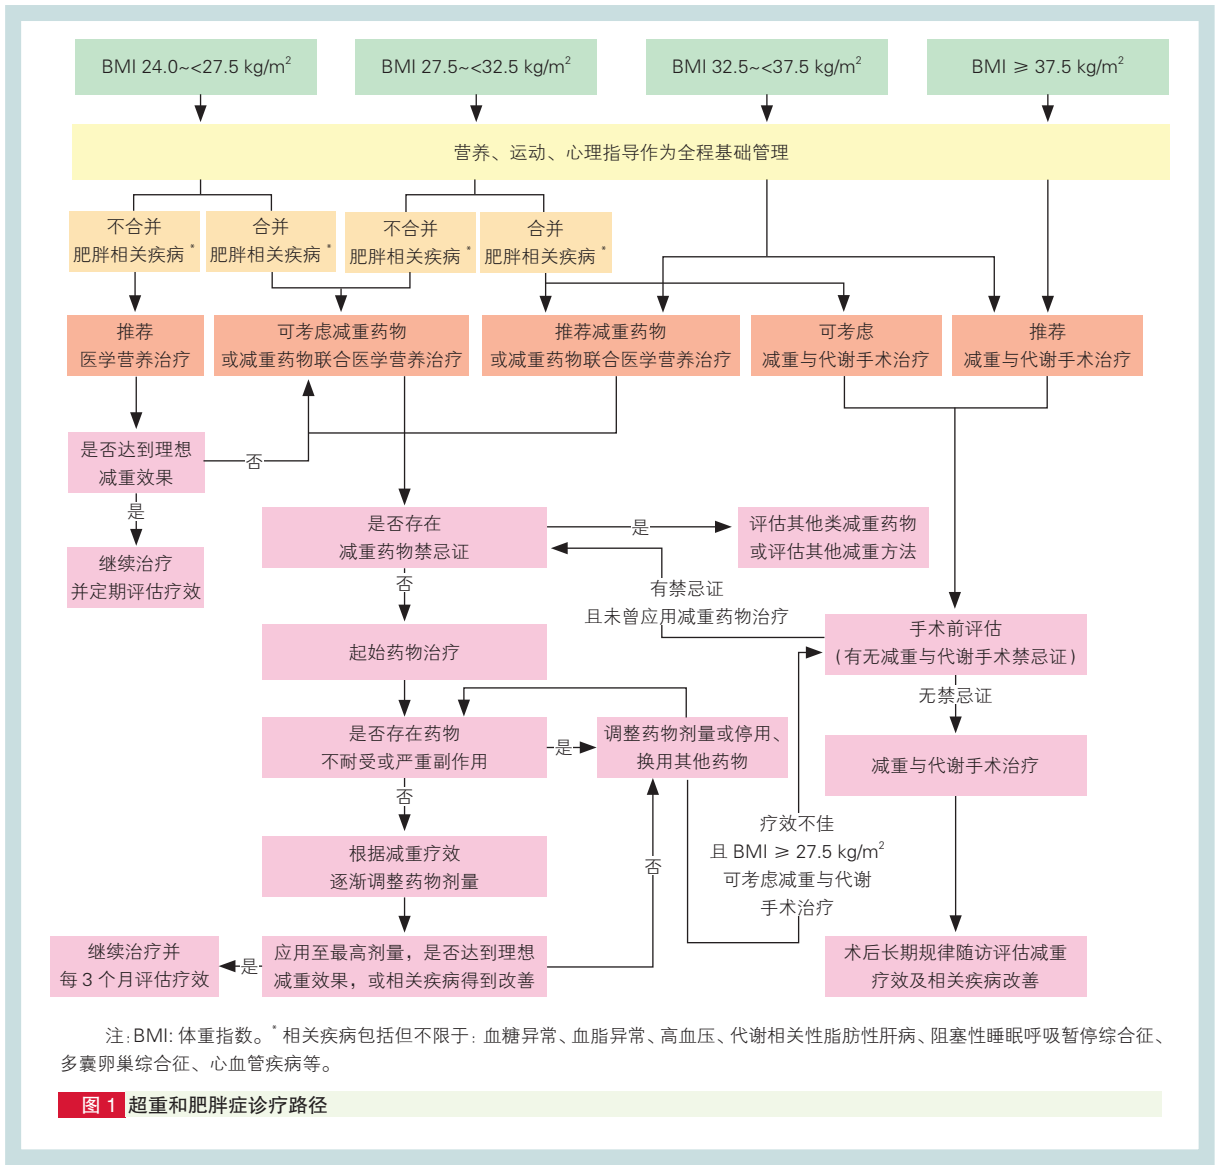 BMI 24.0~<27.5 kg/m²
BMI 27.5~<32.5 kg/m²
BMI 32.5~<37.5 kg/m²
BMI ≥ 37.5 kg/m²
营养、运动、心理指导作为全程基础管理
不合并
肥胖相关疾病*
合并
肥胖相关疾病*
不合并
肥胖相关疾病*
合并
肥胖相关疾病*
推荐
医学营养治疗
可考虑减重药物
或减重药物联合医学营养治疗
推荐减重药物
或减重药物联合医学营养治疗
可考虑
减重与代谢手术治疗
推荐
减重与代谢手术治疗
是否达到理想
减重效果
否
是
继续治疗
并定期评估疗效
是否存在
减重药物禁忌证
是
评估其他类减重药物
或评估其他减重方法
否
有禁忌证
且未曾应用减重药物治疗
起始药物治疗
手术前评估
(有无减重与代谢手术禁忌证)
无禁忌证
是否存在药物
不耐受或严重副作用
是
调整药物剂量或停用、
换用其他药物
减重与代谢手术治疗
否
疗效不佳
且 BMI ≥ 27.5 kg/m²
可考虑减重与代谢
手术治疗
根据减重疗效
逐渐调整药物剂量
否
继续治疗并
每 3 个月评估疗效
是
应用至最高剂量，是否达到理想
减重效果，或相关疾病得到改善
术后长期规律随访评估减重
疗效及相关疾病改善
注:BMI: 体重指数。* 相关疾病包括但不限于: 血糖异常、血脂异常、高血压、代谢相关性脂肪性肝病、阻塞性睡眠呼吸暂停综合征、
多囊卵巢综合征、心血管疾病等。
图 1 超重和肥胖症诊疗路径